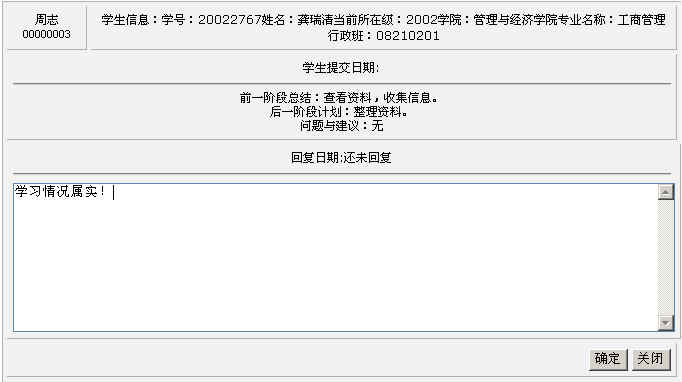 周志
00000003
学生信息：学号：20022767姓名：龚瑞清当前所在级：2002学院：管理与经济学院专业名称：工商管理
行政班：08210201
学生提交日期:
前一阶段总结：查看资料，收集信息。
后一阶段计划：整理资料。
问题与建议：无
回复日期:还未回复
学习情况属实！
确定
关闭